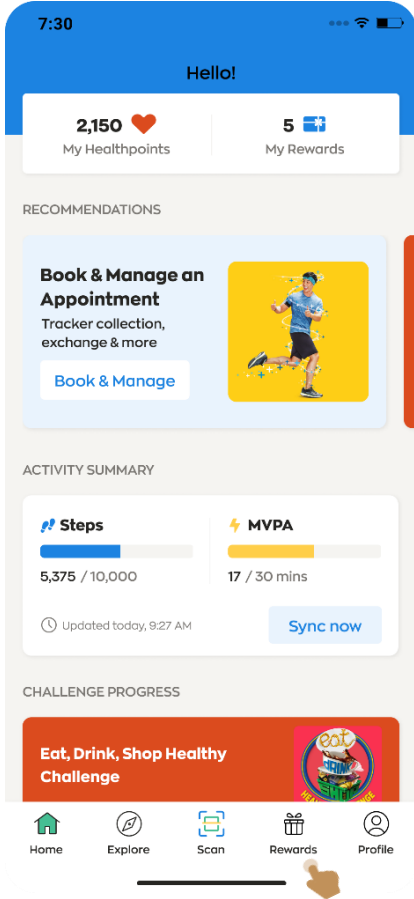 7:30
Hello!
2,150
My Healthpoints
5
My Rewards
RECOMMENDATIONS
Book & Manage an
Appointment
Tracker collection,
exchange & more
Book & Manage
ACTIVITY SUMMARY
Steps
5,375 / 10,000
MVPA
17 / 30 mins
Updated today, 9:27 AM
Sync now
CHALLENGE PROGRESS
Eat, Drink, Shop Healthy
Challenge
eat
DRINK
Home
Explore
Scan
Rewards
Profile